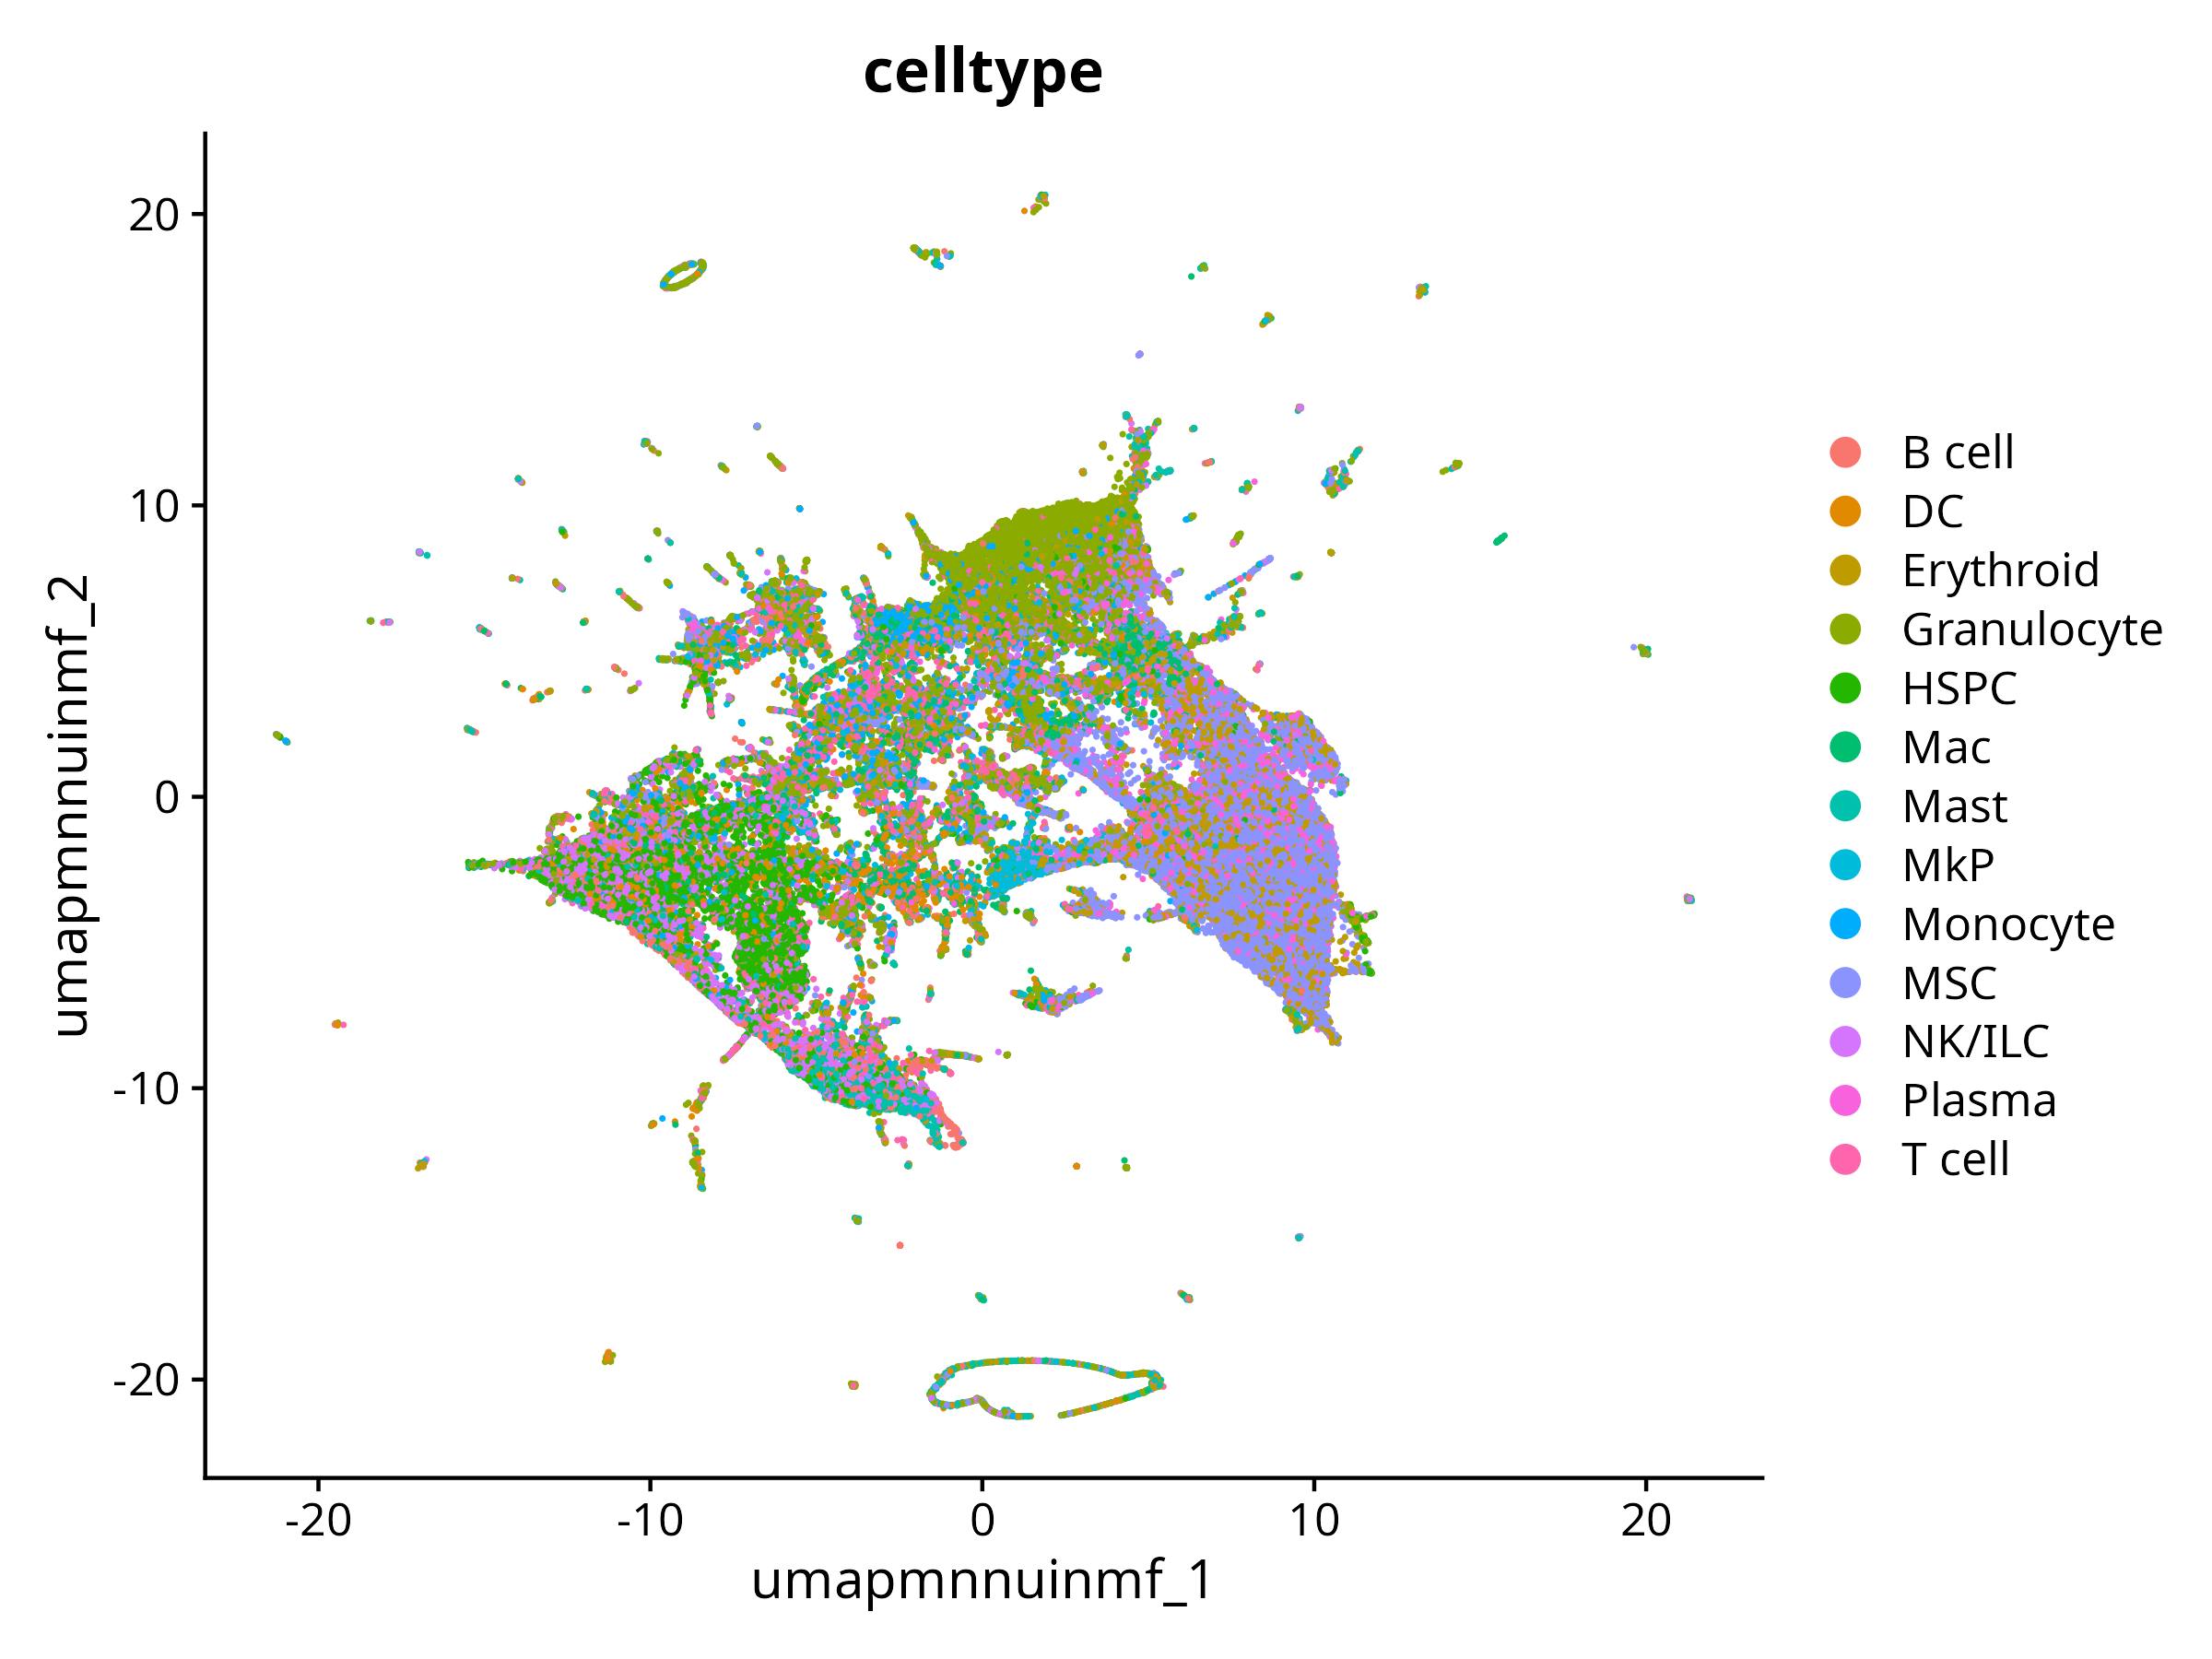 celltype
umapmnnuinmf_2
20
10
0
-10
-20
-20
-10
0
10
20
umapmnnuinmf_1
B cell
DC
Erythroid
Granulocyte
HSPC
Mac
Mast
MkP
Monocyte
MSC
NK/ILC
Plasma
T cell